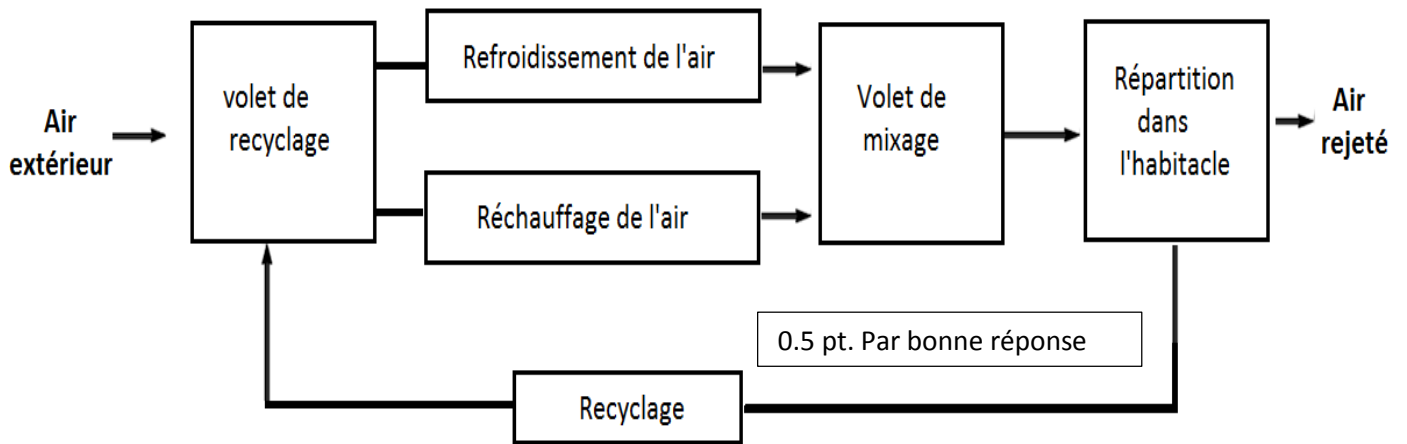 Air
extérieur
volet de
recyclage
Refroidissement de l'air
Réchauffage de l'air
Volet de
mixage
Répartition
dans
l'habitacle
Air
rejeté
0.5 pt. Par bonne réponse
Recyclage